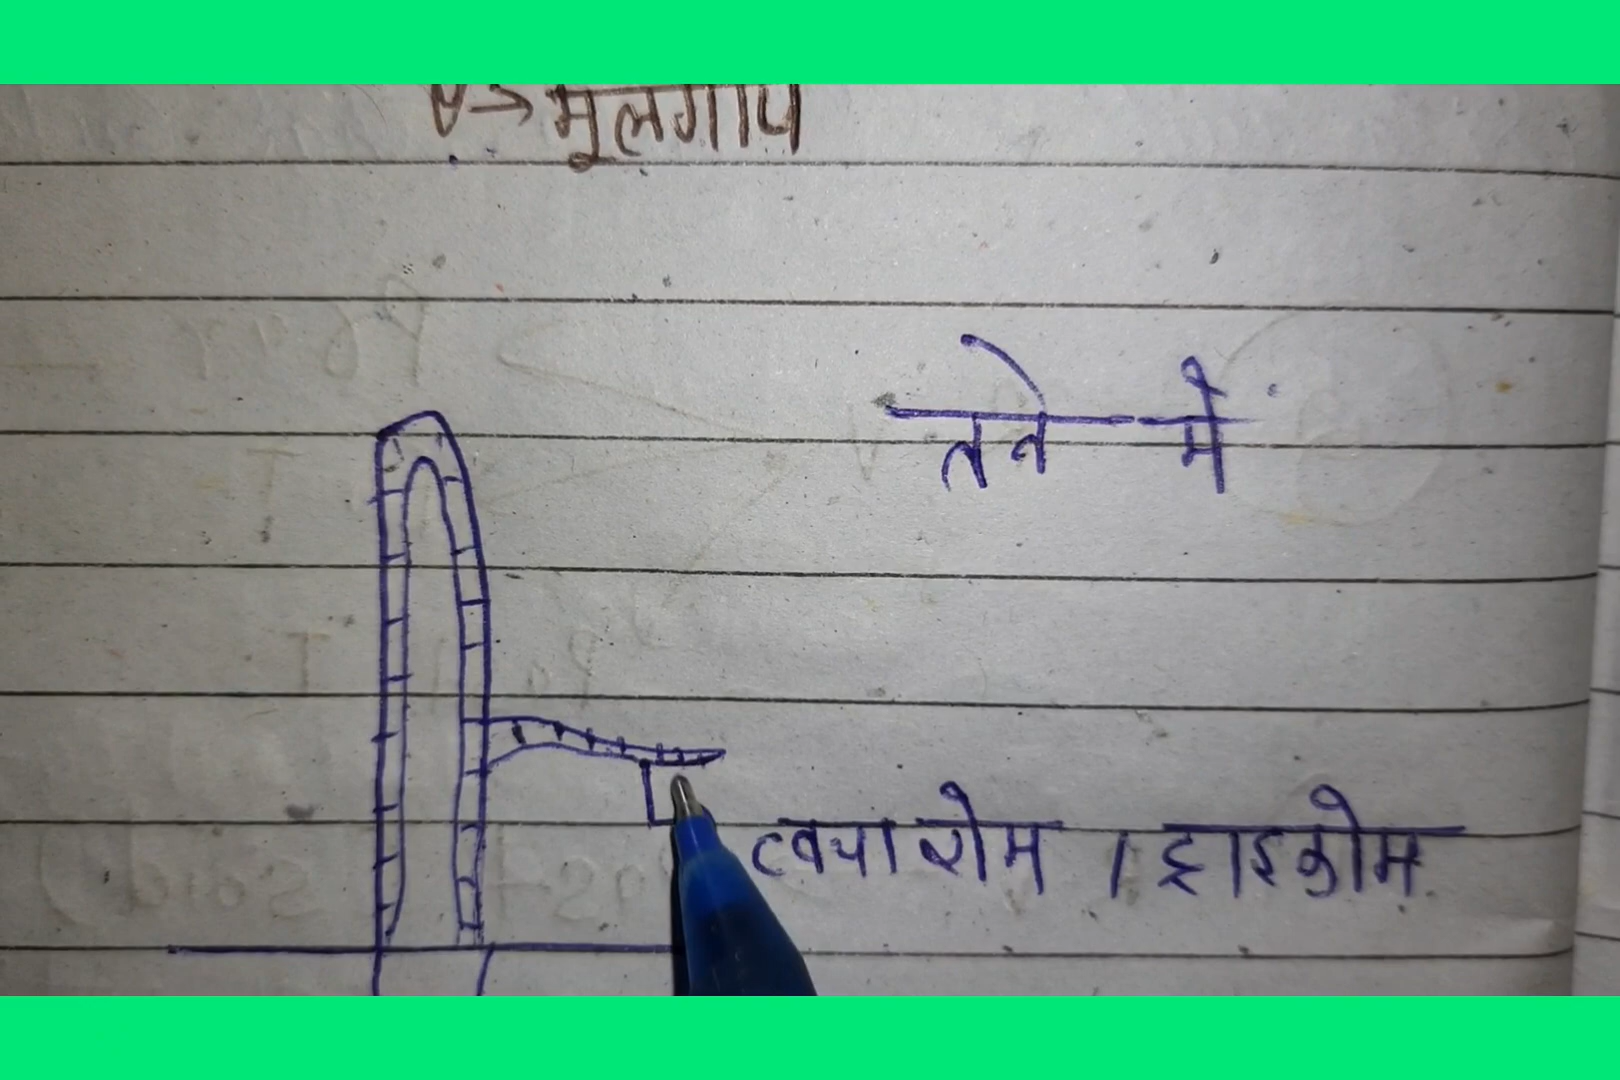 → मूलगोप
तने में
त्वचा रोम / ट्राइकोम